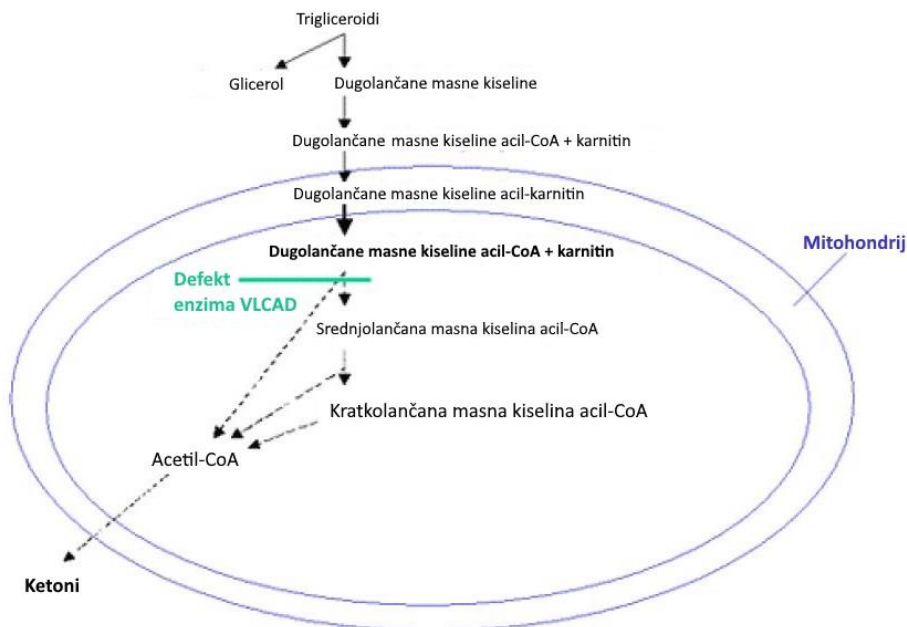 Trigliceroidi
Glicerol
Dugolančane masne kiseline
Dugolančane masne kiseline acil-CoA + karnitin
Dugolančane masne kiseline acil-karnitin
Dugolančane masne kiseline acil-CoA + karnitin
Mitohondrij
Defekt
enzima VLCAD
Srednjolančana masna kiselina acil-CoA
Kratkolančana masna kiselina acil-CoA
Acetil-CoA
Ketoni